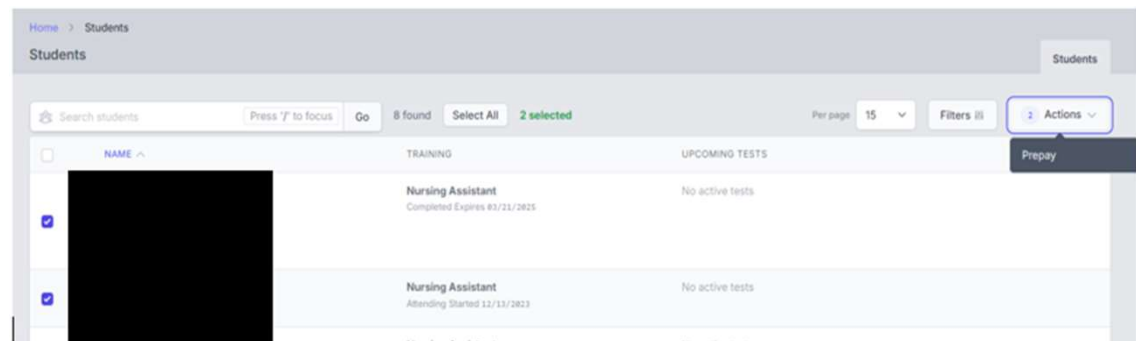 Home > Students
Students
Students
Search students Press '/' to focus Go 8 found Select All 2 selected Per page 15 Filters 2 Actions
Prepay
NAME TRAINING UPCOMING TESTS
Nursing Assistant No active tests
Completed Expires 03/21/2025
Nursing Assistant No active tests
Attending Started 12/13/2023